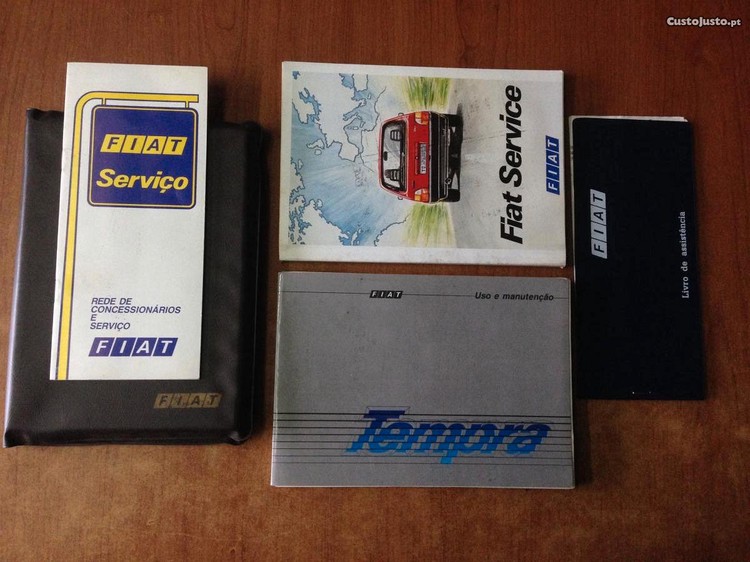 CustoJusto.pt
FIAT
Serviço
REDE DE
CONCESSIONÁRIOS
E
SERVIÇO
FIAT
FIAT
Fiat Service
FIAT
FIAT
Uso e manutenção
Tempra
FIAT
Livro de assistência